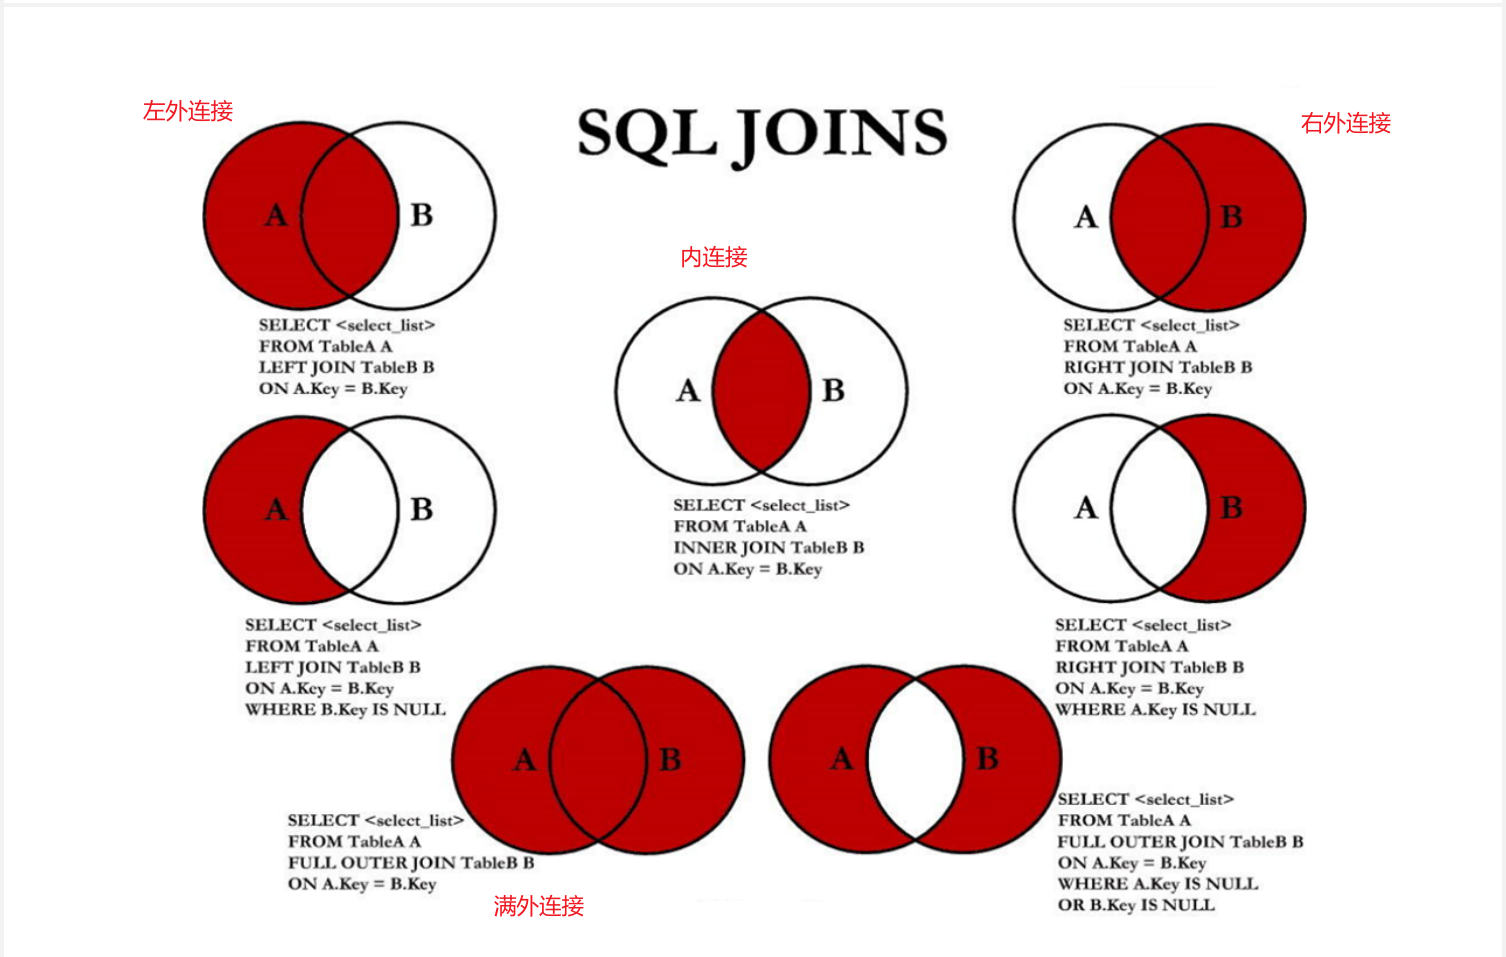 SQL JOINS
左外连接
A
B
SELECT <select_list>
FROM TableA A
LEFT JOIN TableB B
ON A.Key = B.Key
右外连接
A
B
SELECT <select_list>
FROM TableA A
RIGHT JOIN TableB B
ON A.Key = B.Key
内连接
A
B
SELECT <select_list>
FROM TableA A
INNER JOIN TableB B
ON A.Key = B.Key
A
B
SELECT <select_list>
FROM TableA A
LEFT JOIN TableB B
ON A.Key = B.Key
WHERE B.Key IS NULL
A
B
SELECT <select_list>
FROM TableA A
RIGHT JOIN TableB B
ON A.Key = B.Key
WHERE A.Key IS NULL
A
B
SELECT <select_list>
FROM TableA A
FULL OUTER JOIN TableB B
ON A.Key = B.Key
满外连接
A
B
SELECT <select_list>
FROM TableA A
FULL OUTER JOIN TableB B
ON A.Key = B.Key
WHERE A.Key IS NULL
OR B.Key IS NULL